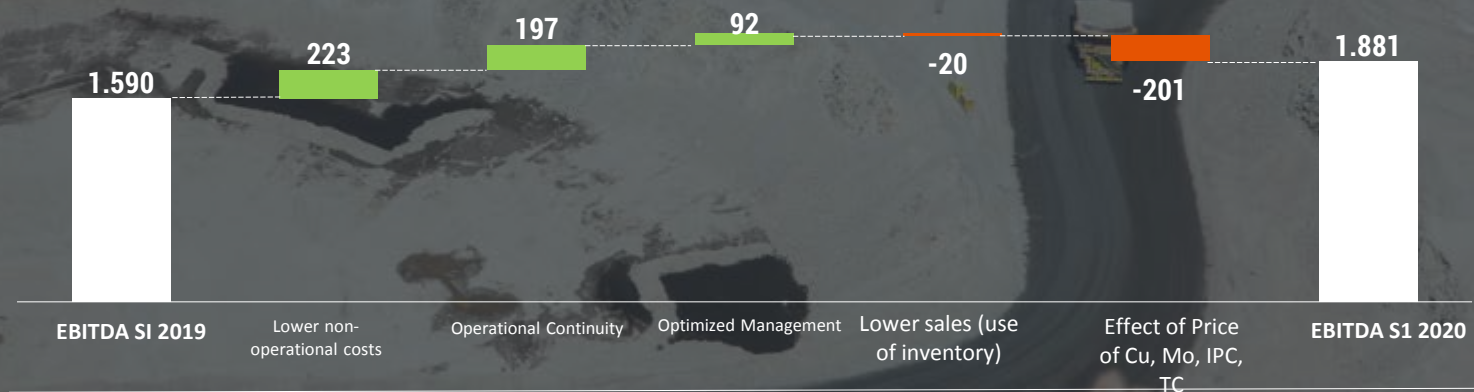 1.590
223
197
92
-20
-201
1.881
EBITDA SI 2019
Lower non-
operational costs
Operational Continuity
Optimized Management
Lower sales (use
of inventory)
Effect of Price
of Cu, Mo, IPC,
TC
EBITDA S1 2020